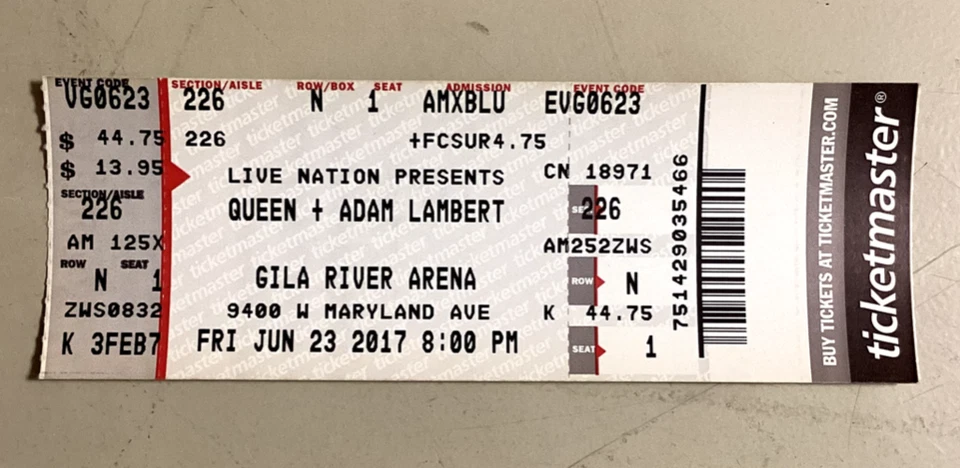 EVENT CODE
VG0623
$ 44.75
$ 13.95
SECTION/AISLE
226
AM 125X
ROW SEAT
N 1
ZWS0832
K 3FEB7
SECTION/AISLE ROW/BOX SEAT ADMISSION EVENT CODE
226 N 1 AMXBLU EVG0623
226 +FCSUR4.75
LIVE NATION PRESENTS
QUEEN + ADAM LAMBERT
GILA RIVER ARENA
9400 W MARYLAND AVE
FRI JUN 23 2017 8:00 PM
CN 18971
226
AM252ZWS
ROW N
K 44.75
SEAT 1
751429035466
BUY TICKETS AT TICKETMASTER.COM
ticketmaster®